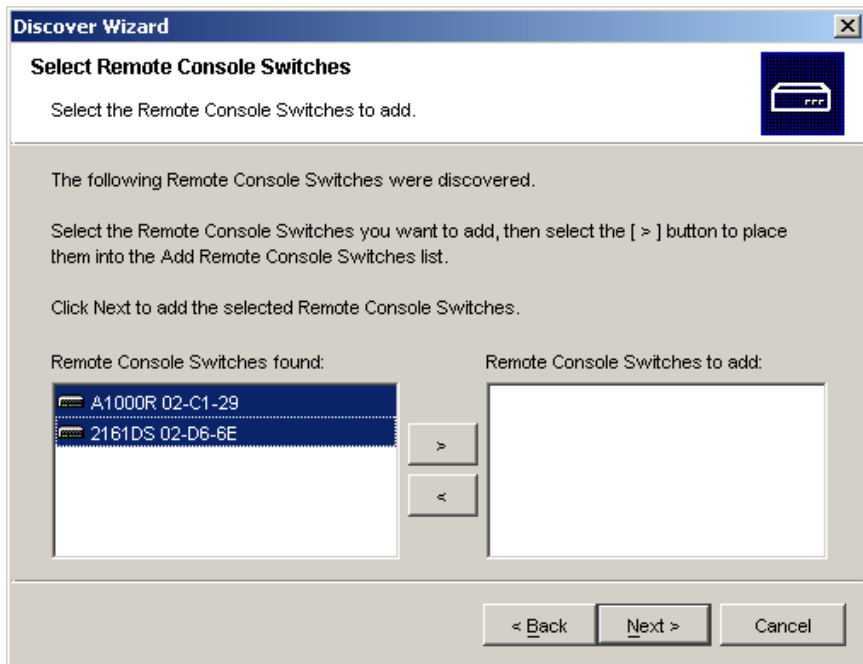 Discover Wizard
Select Remote Console Switches
Select the Remote Console Switches to add.
The following Remote Console Switches were discovered.
Select the Remote Console Switches you want to add, then select the [ > ] button to place
them into the Add Remote Console Switches list.
Click Next to add the selected Remote Console Switches.
Remote Console Switches found:
Remote Console Switches to add:
A1000R 02-C1-29
2161DS 02-D6-6E
>
<
< Back
Next >
Cancel